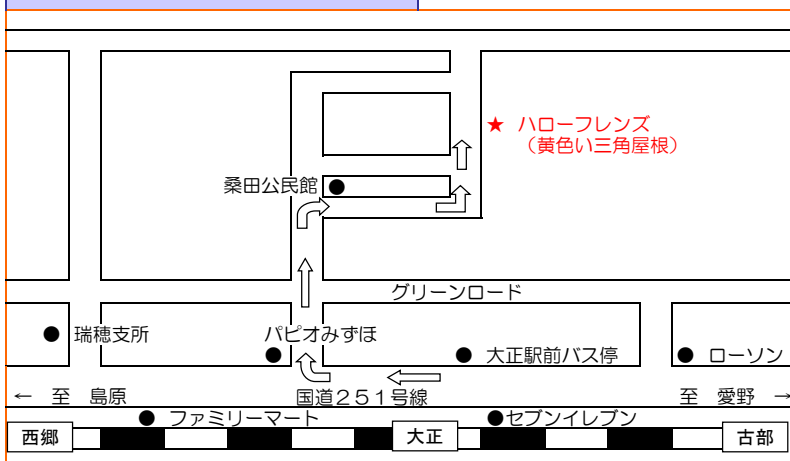 ★ ハローフレンズ
（黄色い三角屋根）
桑田公民館
グリーンロード
瑞穂支所
パピオみずほ
大正駅前バス停
ローソン
← 至 島原
国道２５１号線
至 愛野 →
ファミリーマート
セブンイレブン
西郷
大正
古部